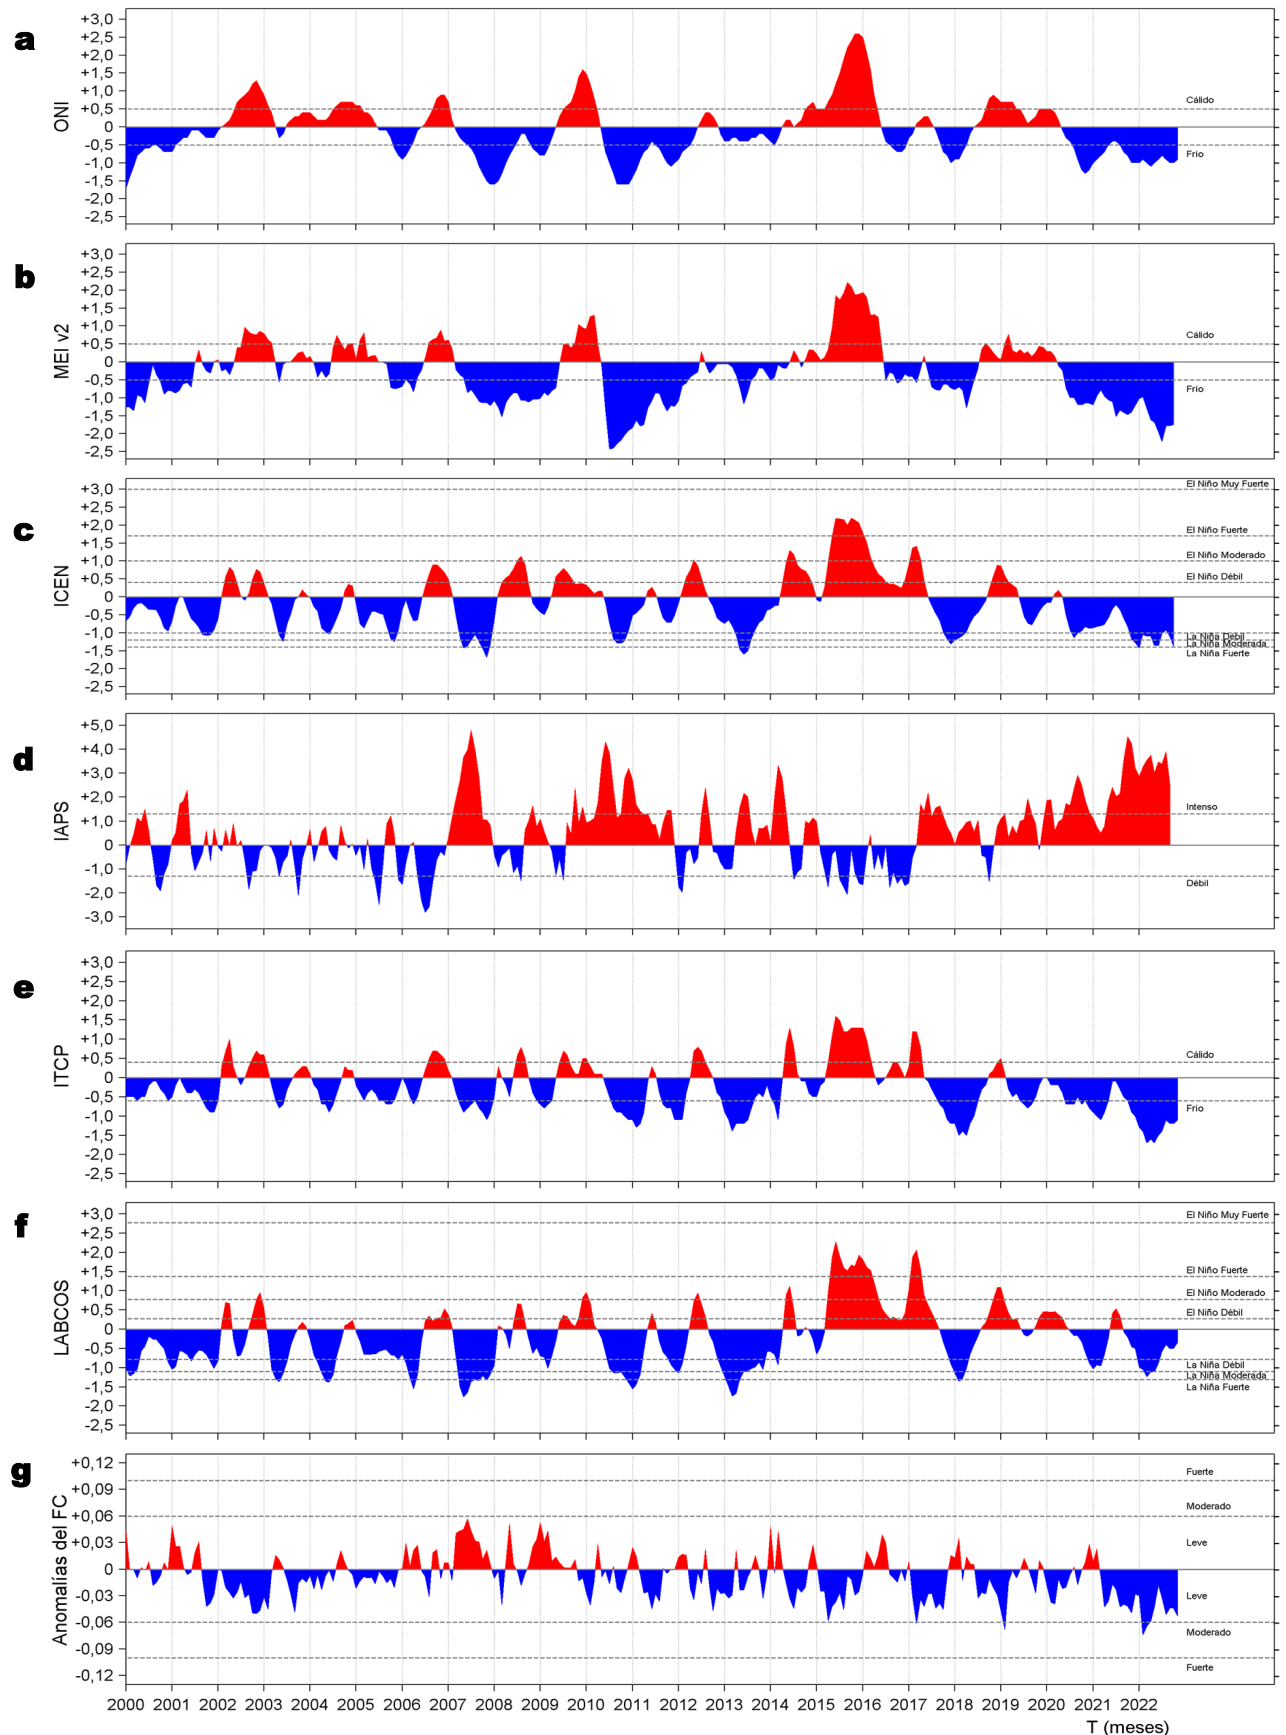 a
ONI
+3,0
+2,5
+2,0
+1,5
+1,0
+0,5
0
-0,5
-1,0
-1,5
-2,0
-2,5
Cálido
Frío
b
MEI v2
+3,0
+2,5
+2,0
+1,5
+1,0
+0,5
0
-0,5
-1,0
-1,5
-2,0
-2,5
Cálido
Frío
c
ICEN
+3,0
+2,5
+2,0
+1,5
+1,0
+0,5
0
-0,5
-1,0
-1,5
-2,0
-2,5
El Niño Muy Fuerte
El Niño Fuerte
El Niño Moderado
El Niño Débil
La Niña Débil
La Niña Moderada
La Niña Fuerte
d
IAPS
+5,0
+4,0
+3,0
+2,0
+1,0
0
-1,0
-2,0
-3,0
Intenso
Débil
e
ITCP
+3,0
+2,5
+2,0
+1,5
+1,0
+0,5
0
-0,5
-1,0
-1,5
-2,0
-2,5
Cálido
Frío
f
LABCOS
+3,0
+2,5
+2,0
+1,5
+1,0
+0,5
0
-0,5
-1,0
-1,5
-2,0
-2,5
El Niño Muy Fuerte
El Niño Fuerte
El Niño Moderado
El Niño Débil
La Niña Débil
La Niña Moderada
La Niña Fuerte
g
Anomalías del FC
+0,12
+0,09
+0,06
+0,03
0
-0,03
-0,06
-0,09
-0,12
Fuerte
Moderado
Leve
Leve
Moderado
Fuerte
2000 2001 2002 2003 2004 2005 2006 2007 2008 2009 2010 2011 2012 2013 2014 2015 2016 2017 2018 2019 2020 2021 2022
T (meses)